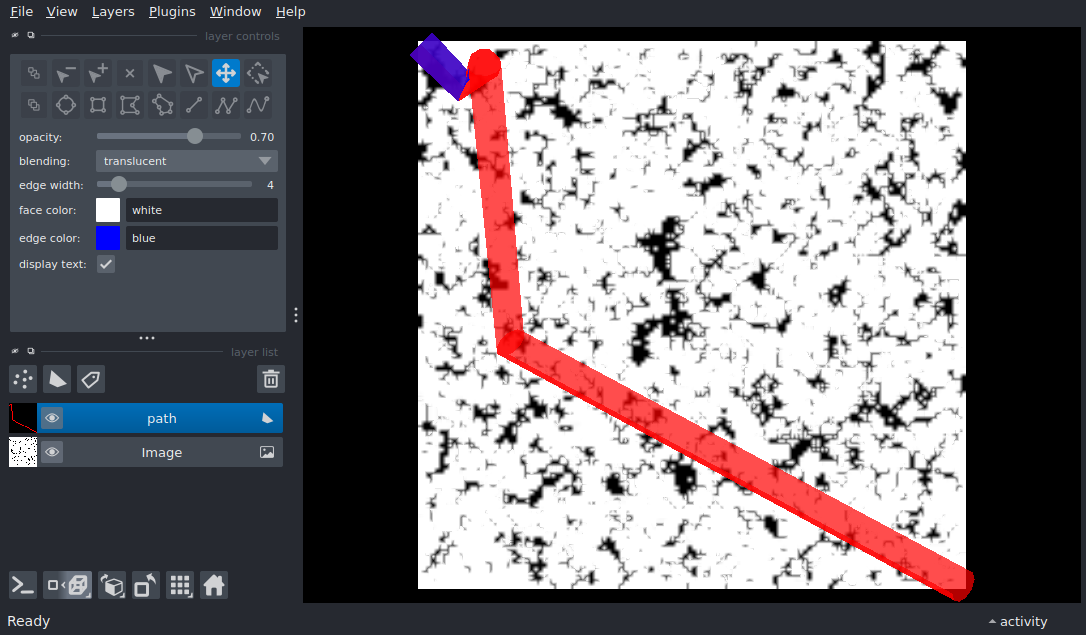 File View Layers Plugins Window Help
layer controls
opacity: 0.70
blending: translucent
edge width: 4
face color: white
edge color: blue
display text:
layer list
path
Image
Ready
activity